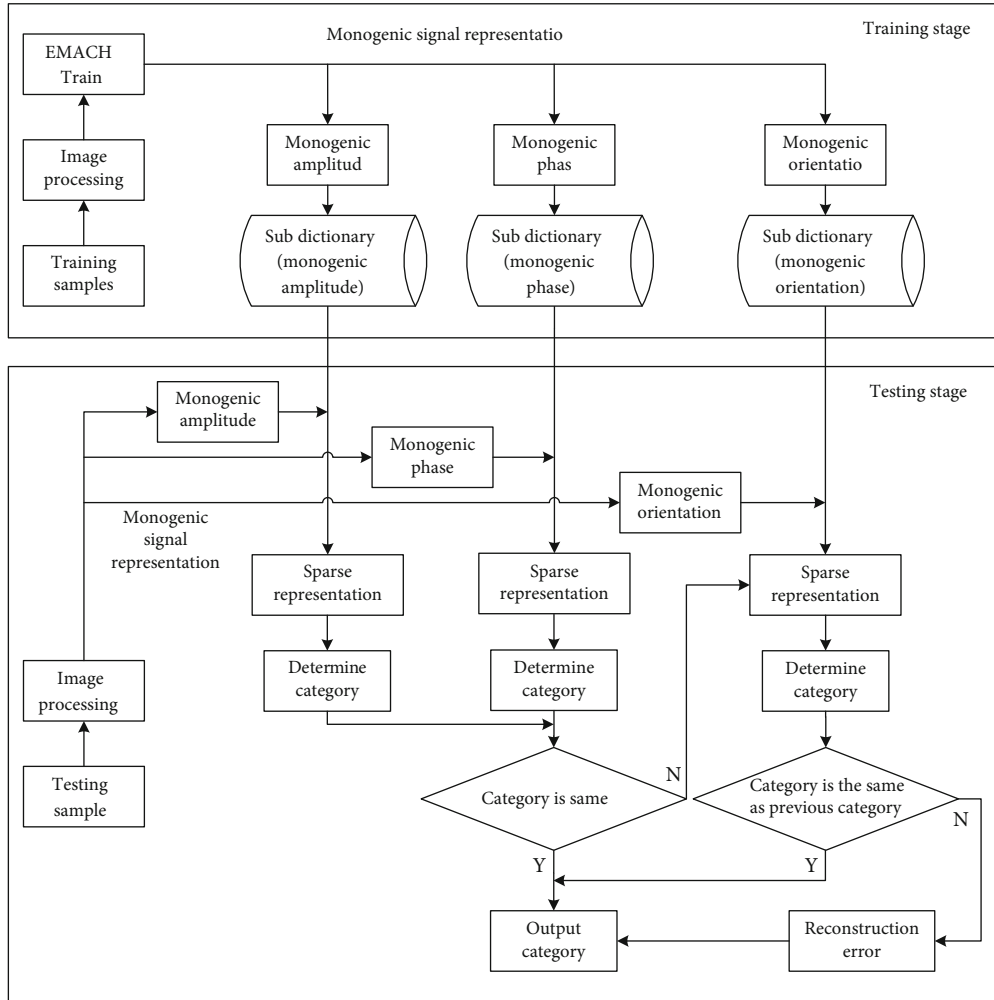 Training stage
Monogenic signal representatio
EMACH
Train
Image
processing
Training
samples
Monogenic
amplitud
Monogenic
phas
Monogenic
orientatio
Sub dictionary
(monogenic
amplitude)
Sub dictionary
(monogenic
phase)
Sub dictionary
(monogenic
orientation)
Testing stage
Monogenic
amplitude
Monogenic
phase
Monogenic
orientation
Monogenic
signal
representation
Sparse
representation
Sparse
representation
Sparse
representation
Determine
category
Determine
category
Determine
category
Image
processing
Testing
sample
Category is same
N
Y
Category is the same
as previous category
N
Y
Output
category
Reconstruction
error